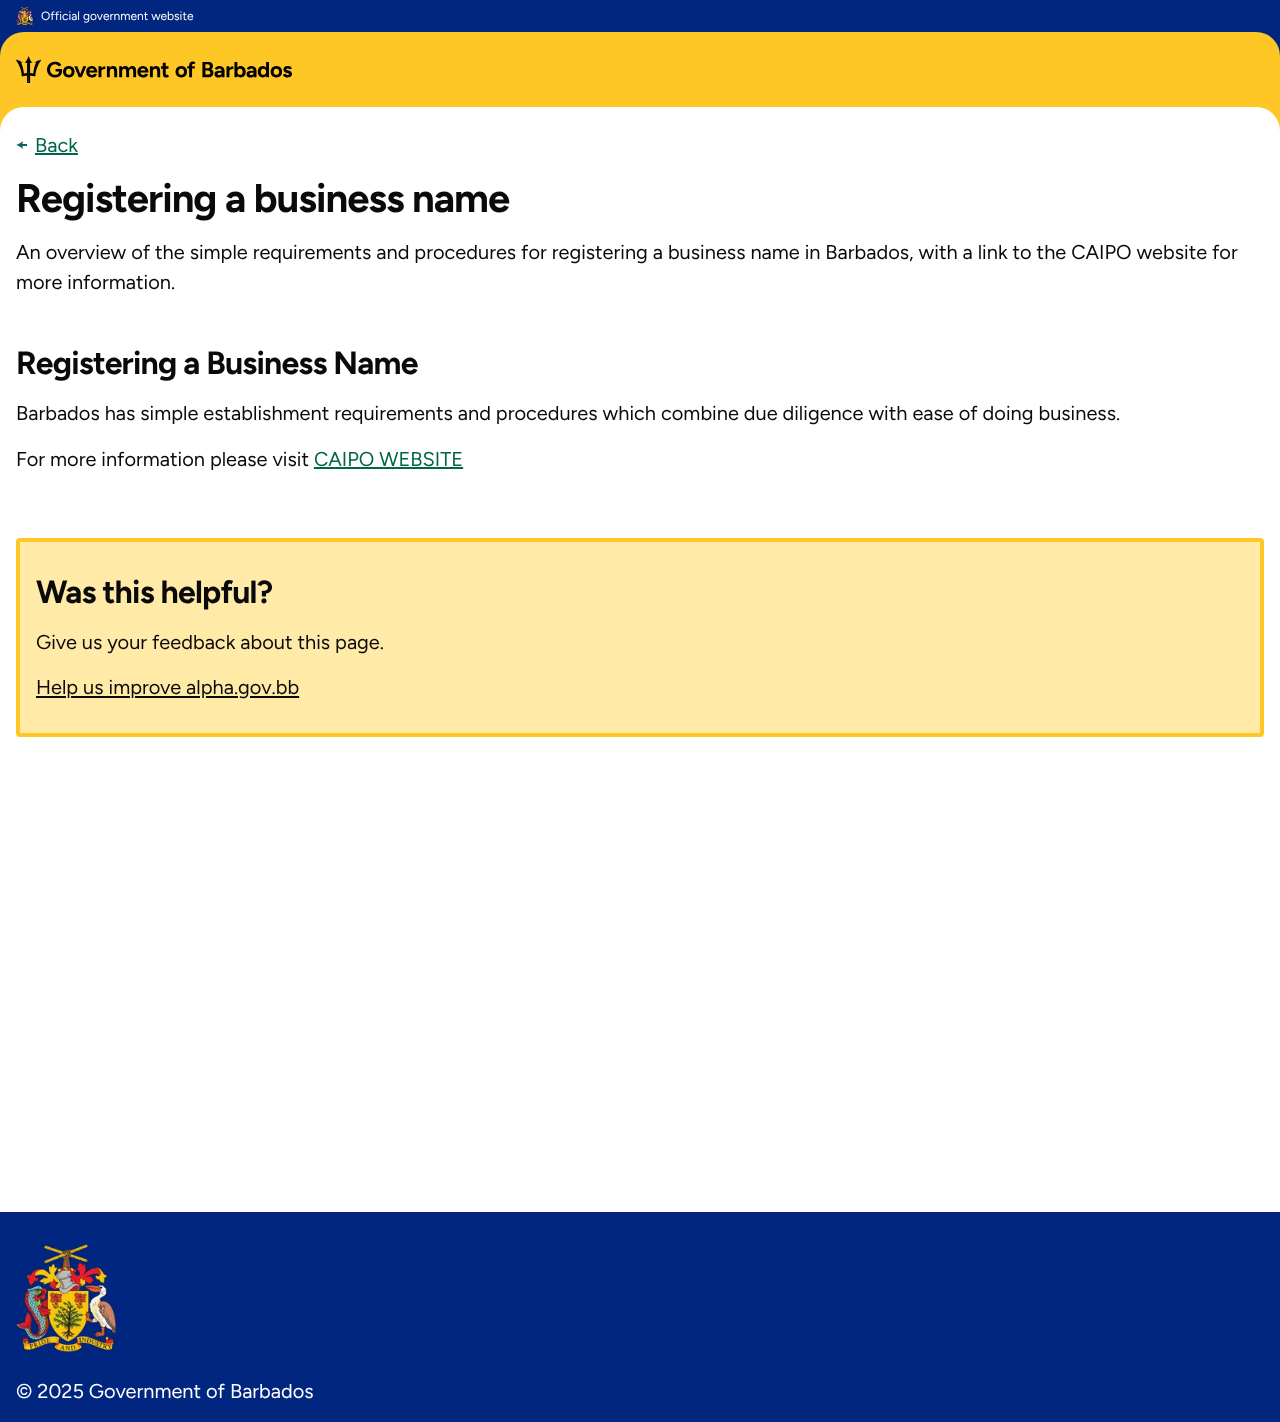 Official government website
Government of Barbados
Back
Registering a business name
An overview of the simple requirements and procedures for registering a business name in Barbados, with a link to the CAIPO website for
more information.
Registering a Business Name
Barbados has simple establishment requirements and procedures which combine due diligence with ease of doing business.
For more information please visit CAIPO WEBSITE
Was this helpful?
Give us your feedback about this page.
Help us improve alpha.gov.bb
PRIDE AND INDUSTRY
© 2025 Government of Barbados